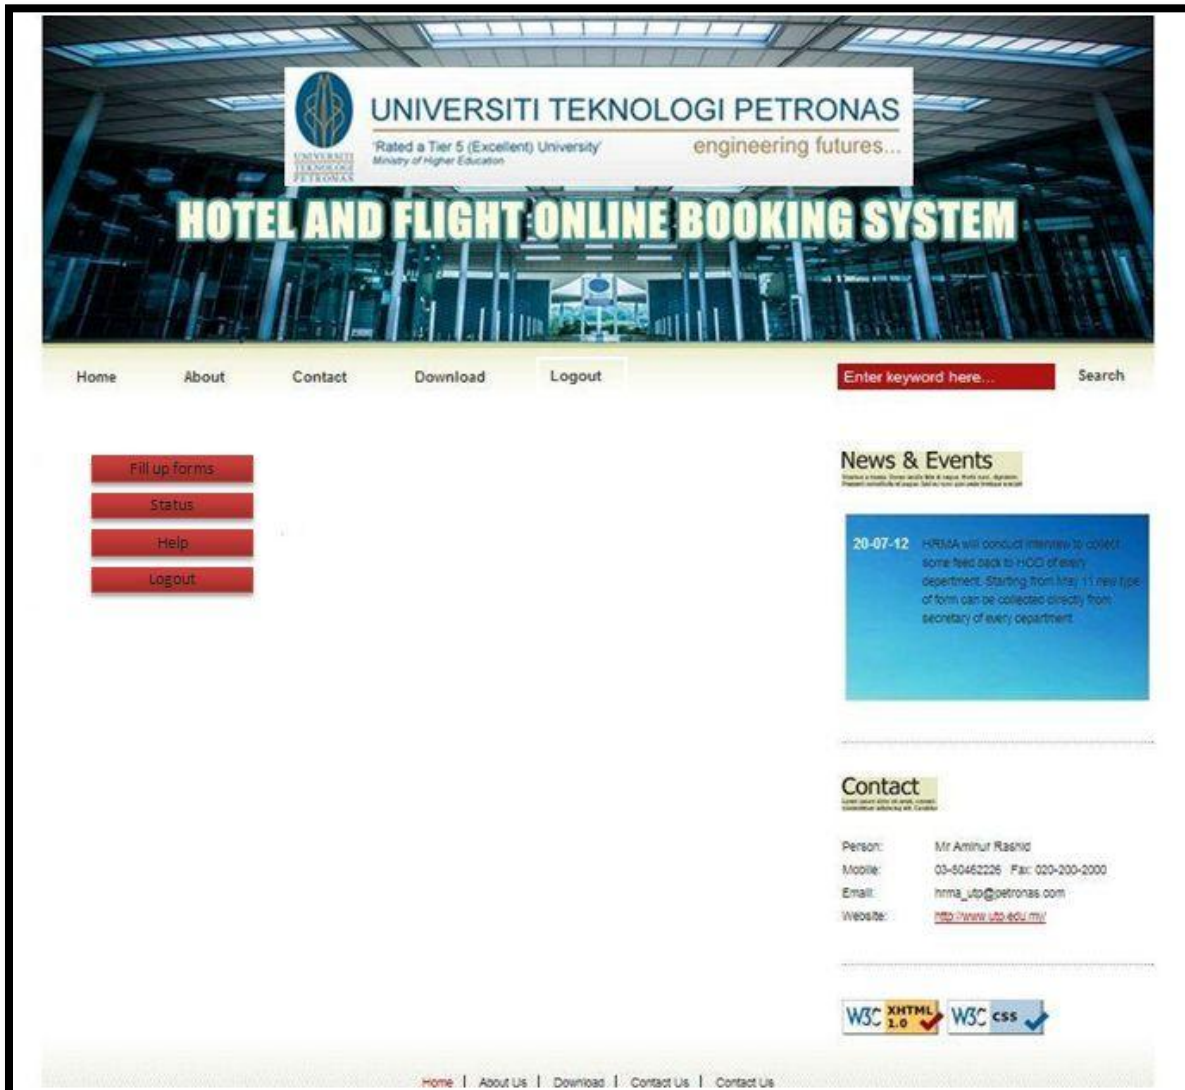 UNIVERSITI
TEKNOLOGI
PETRONAS
UNIVERSITI TEKNOLOGI PETRONAS
'Rated a Tier 5 (Excellent) University'
Ministry of Higher Education
engineering futures...
HOTEL AND FLIGHT ONLINE BOOKING SYSTEM
Home About Contact Download Logout Enter keyword here... Search
Fill up forms
Status
Help
Logout
News & Events
20-07-12 HRMA will conduct interview to collect
some feed back to HOD of every
department. Starting from May 11 new type
of form can be collected directly from
secretary of every department
Contact
Person: Mr Aminur Rashid
Mobile: 03-80462226 Fax: 020-200-2000
Email: hrma_utp@petronas.com
Website: http://www.utp.edu.my/
W3C XHTML 1.0 W3C css
Home | About Us | Download | Contact Us | Contact Us